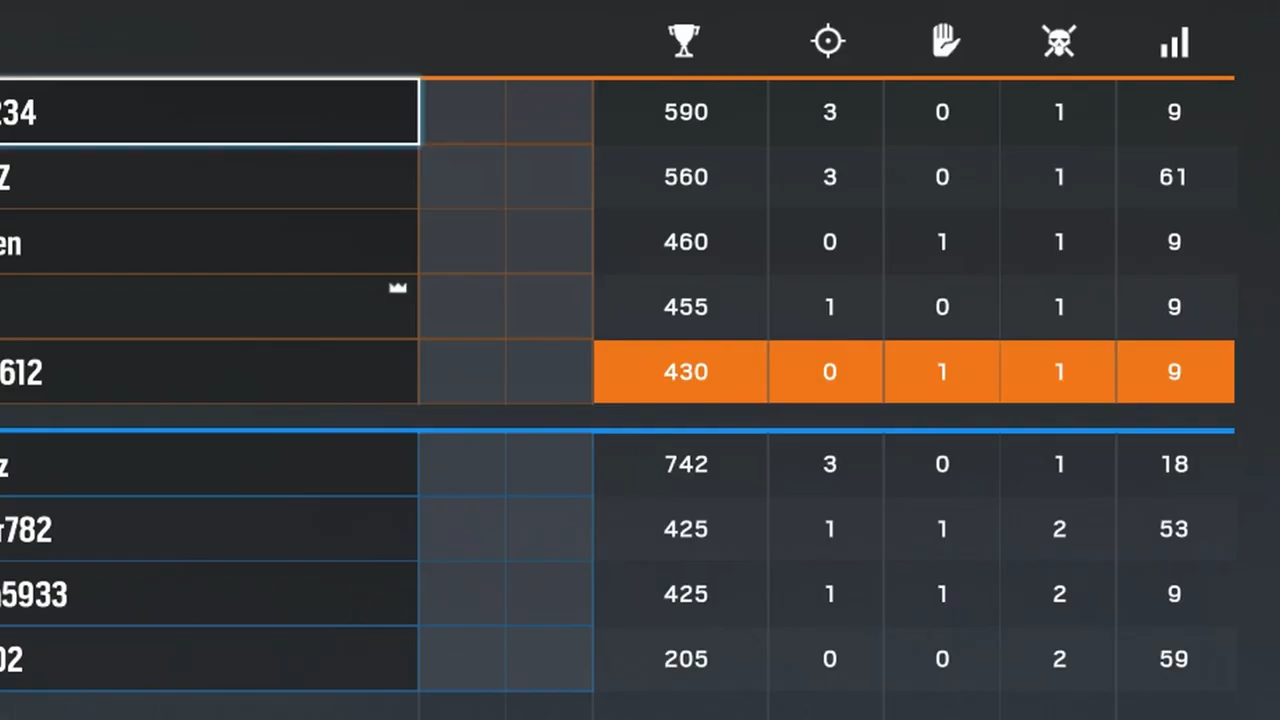 234 590 3 0 1 9
Z 560 3 0 1 61
en 460 0 1 1 9
455 1 0 1 9
612 430 0 1 1 9
z 742 3 0 1 18
r782 425 1 1 2 53
5933 425 1 1 2 9
02 205 0 0 2 59